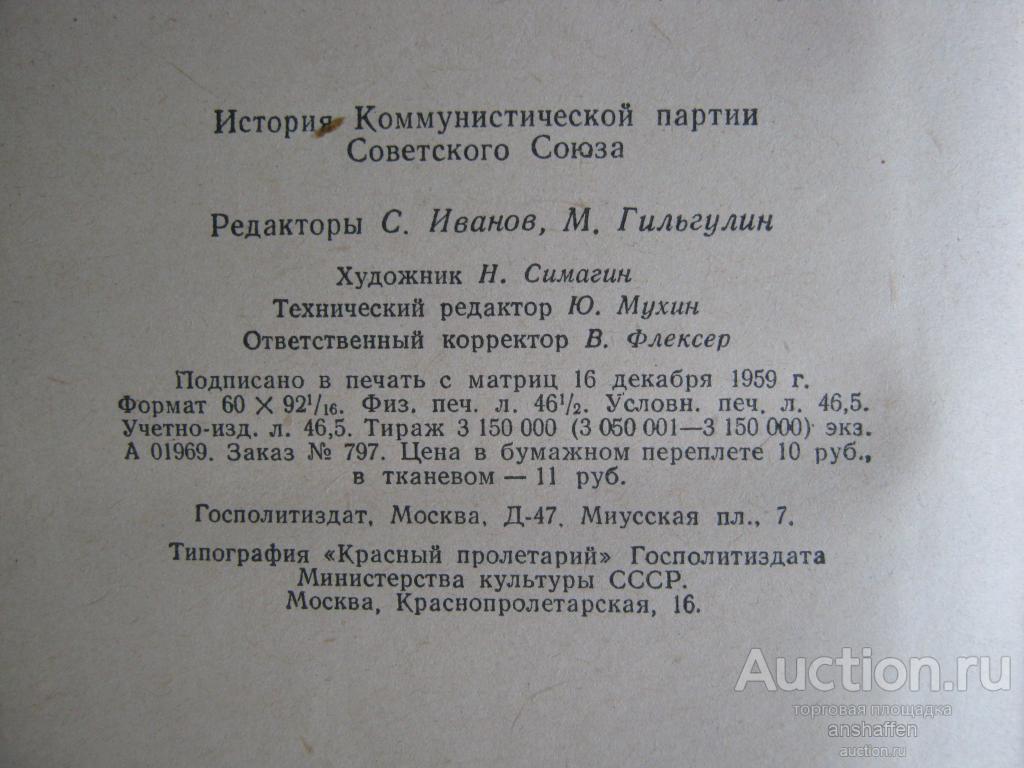 История Коммунистической партии
Советского Союза
Редакторы С. Иванов, М. Гильгулин
Художник Н. Симагин
Технический редактор Ю. Мухин
Ответственный корректор В. Флексер
Подписано в печать с матриц 16 декабря 1959 г.
Формат 60 X 92¹/₁₆. Физ. печ. л. 46¹/₂. Условн. печ. л. 46,5.
Учетно-изд. л. 46,5. Тираж 3 150 000 (3 050 001—3 150 000) экз.
А 01969. Заказ № 797. Цена в бумажном переплете 10 руб.,
в тканевом — 11 руб.
Госполитиздат, Москва, Д-47, Миусская пл., 7.
Типография «Красный пролетарий» Госполитиздата
Министерства культуры СССР.
Москва, Краснопролетарская, 16.
Auction.ru
торговая площадка
anshaffen
auction.ru